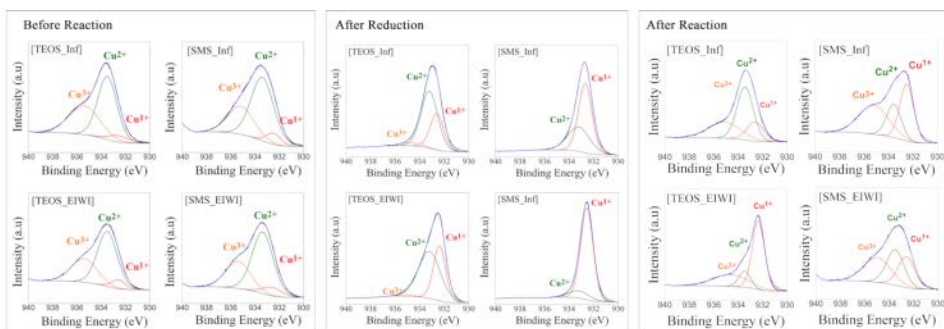 Before Reaction
[TEOS_Inf]
Cu2+
Cu3+
Cu1+
Intensity (a.u)
940 938 936 934 932 930
Binding Energy (eV)
[SMS_Inf]
Cu2+
Cu3+
Cu1+
Intensity (a.u)
940 938 936 934 932 930
Binding Energy (eV)
[TEOS_EIWI]
Cu2+
Cu3+
Cu1+
Intensity (a.u)
940 938 936 934 932 930
Binding Energy (eV)
[SMS_EIWI]
Cu2+
Cu3+
Cu1+
Intensity (a.u)
940 938 936 934 932 930
Binding Energy (eV)
After Reduction
[TEOS_Inf]
Cu2+
Cu1+
Cu3+
Intensity (a.u)
940 938 936 934 932 930
Binding Energy (eV)
[SMS_Inf]
Cu1+
Cu2+
Intensity (a.u)
940 938 936 934 932 930
Binding Energy (eV)
[TEOS_EIWI]
Cu2+
Cu1+
Cu3+
Intensity (a.u)
940 938 936 934 932 930
Binding Energy (eV)
[SMS_Inf]
Cu1+
Cu2+
Intensity (a.u)
940 938 936 934 932 930
Binding Energy (eV)
After Reaction
[TEOS_Inf]
Cu2+
Cu3+
Cu1+
Intensity (a.u)
940 938 936 934 932 930
Binding Energy (eV)
[SMS_Inf]
Cu2+
Cu1+
Cu3+
Intensity (a.u)
940 938 936 934 932 930
Binding Energy (eV)
[TEOS_EIWI]
Cu1+
Cu2+
Cu3+
Intensity (a.u)
940 938 936 934 932 930
Binding Energy (eV)
[SMS_EIWI]
Cu2+
Cu3+
Cu1+
Intensity (a.u)
940 938 936 934 932 930
Binding Energy (eV)